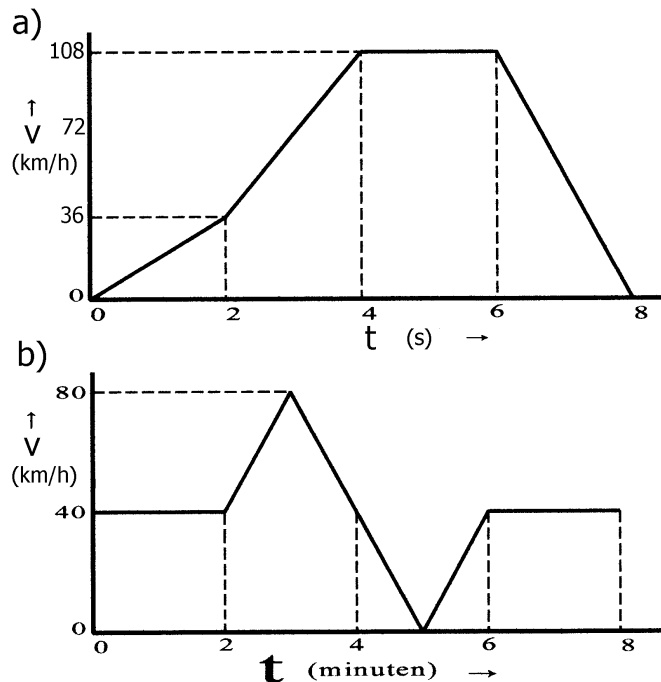 a)
108
↑
V
72
(km/h)
36
0
0 2 4 6 8
t (s) →
b)
80
↑
V
(km/h)
40
0
0 2 4 6 8
t (minuten) →